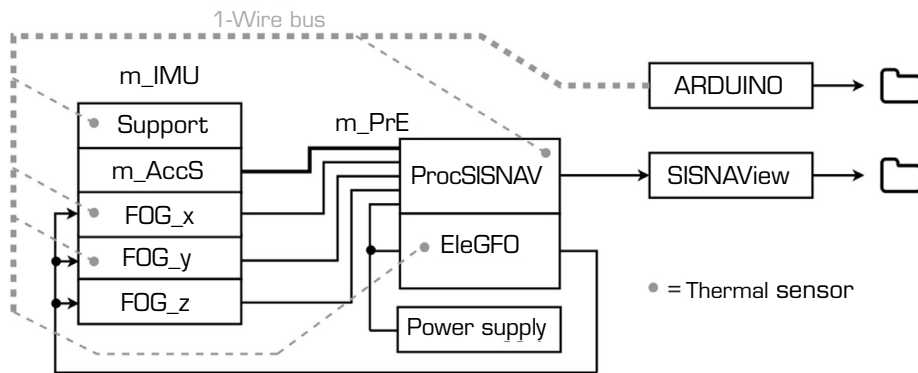 1-Wire bus
m_IMU
ARDUINO
Support
m_PrE
m_AccS
ProcSISNAV
SISNAView
FOG_x
FOG_y
EleGFO
FOG_z
= Thermal sensor
Power supply